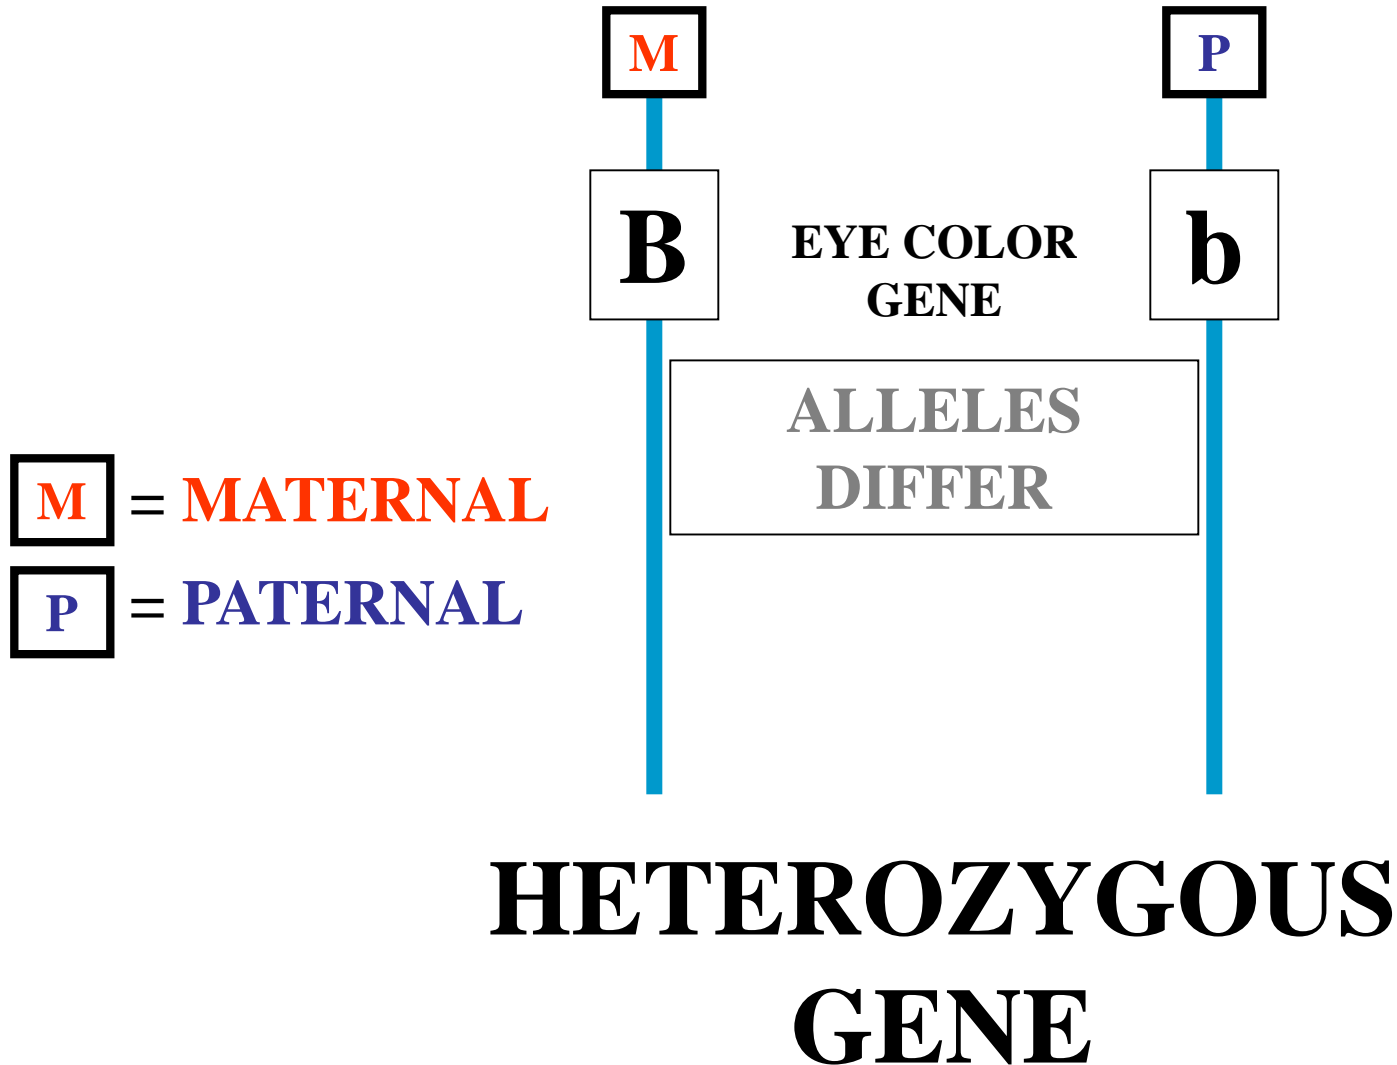 M
P
B
b
EYE COLOR
GENE
ALLELES
DIFFER
M = MATERNAL
P = PATERNAL
HETEROZYGOUS
GENE